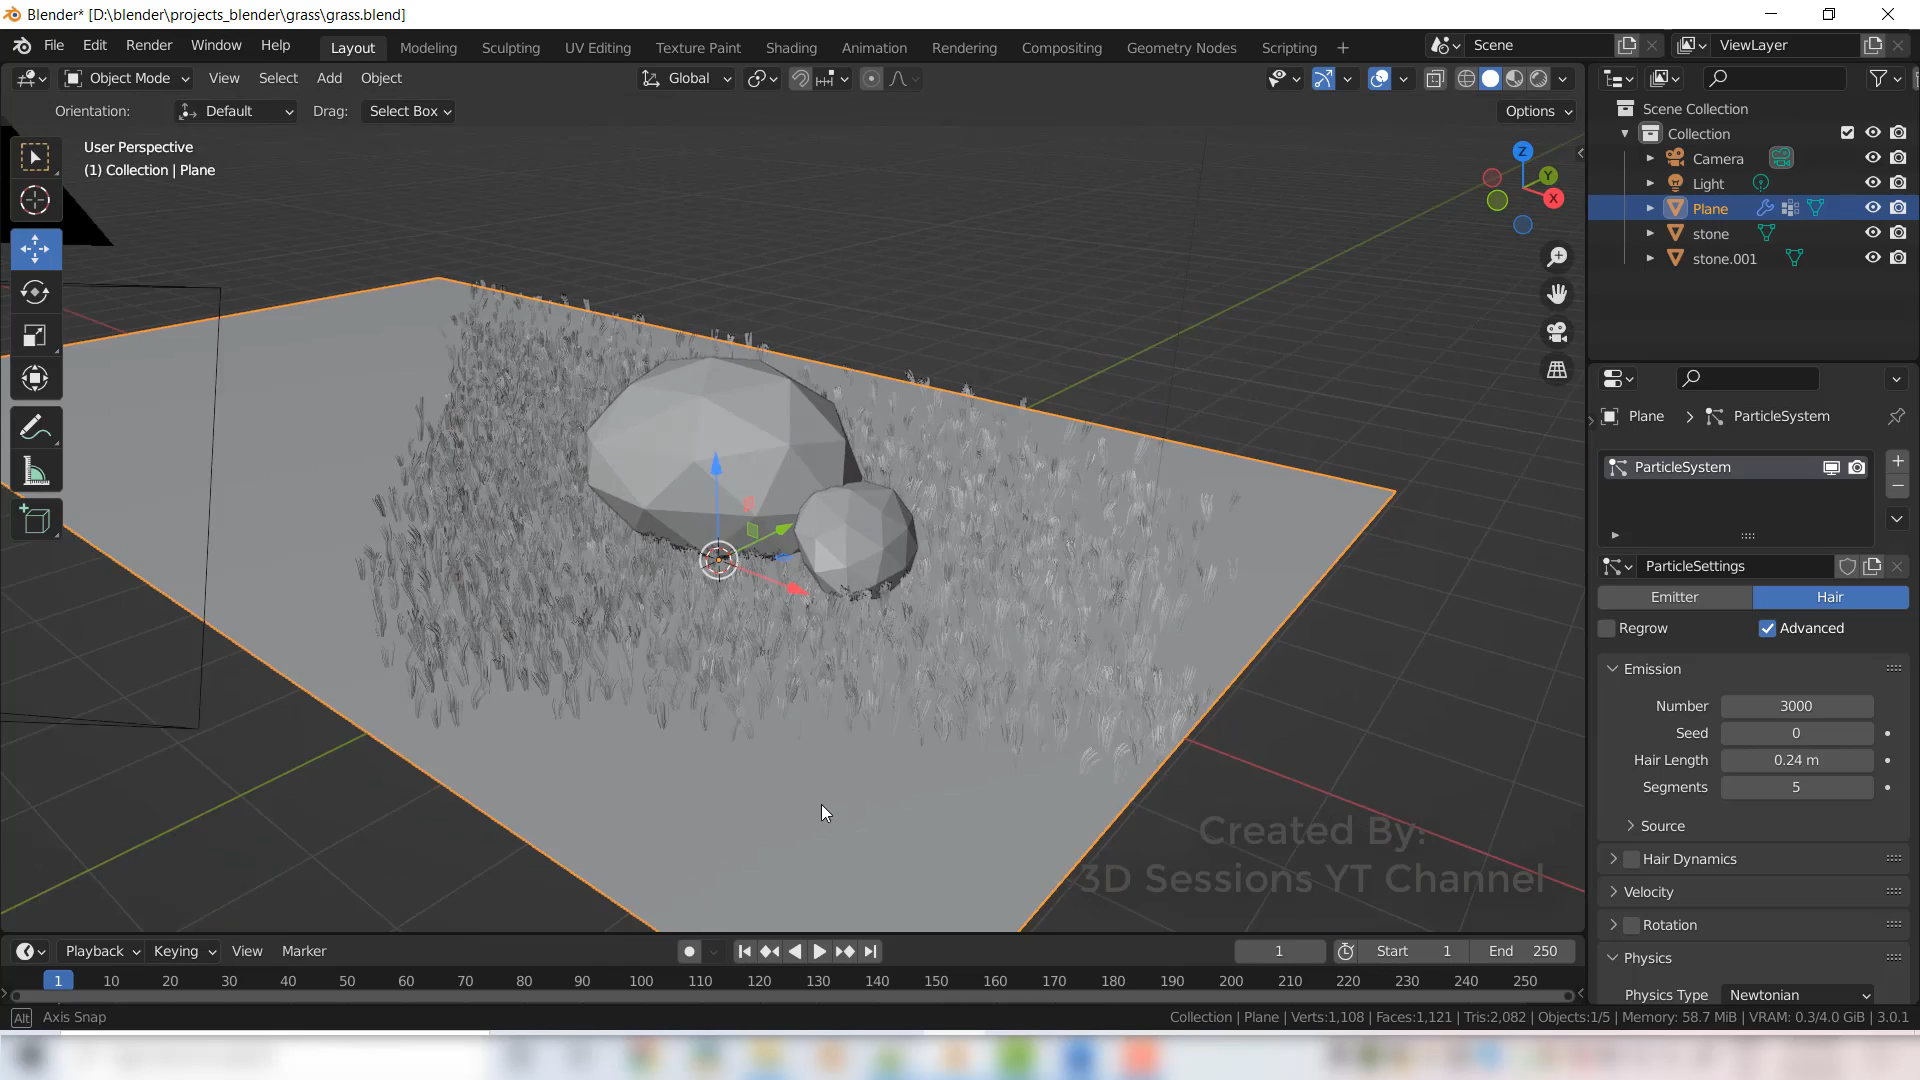 Blender* [D:\blender\projects_blender\grass\grass.blend]
File Edit Render Window Help
Layout Modeling Sculpting UV Editing Texture Paint Shading Animation Rendering Compositing Geometry Nodes Scripting
Scene
ViewLayer
Object Mode View Select Add Object
Global
Orientation: Default Drag: Select Box
Options
User Perspective
(1) Collection | Plane
Z
Y
X
Scene Collection
Collection
Camera
Light
Plane
stone
stone.001
Plane > ParticleSystem
ParticleSystem
ParticleSettings
Emitter Hair
Regrow Advanced
Emission
Number 3000
Seed 0
Hair Length 0.24 m
Segments 5
Source
Hair Dynamics
Velocity
Rotation
Physics
Physics Type Newtonian
Created By:
3D Sessions YT Channel
Playback Keying View Marker
1
Start 1 End 250
1 10 20 30 40 50 60 70 80 90 100 110 120 130 140 150 160 170 180 190 200 210 220 230 240 250
Alt Axis Snap
Collection | Plane | Verts:1,108 | Faces:1,121 | Tris:2,082 | Objects:1/5 | Memory: 58.7 MiB | VRAM: 0.3/4.0 GiB | 3.0.1